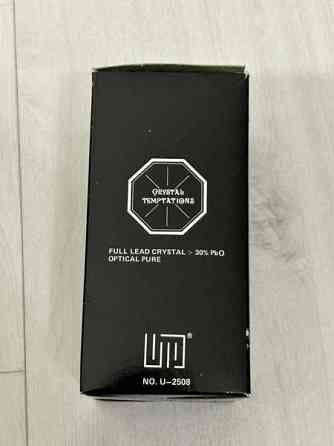 CRYSTAL
TEMPTATIONS
FULL LEAD CRYSTAL > 30% PbO
OPTICAL PURE
®
NO. U-2508